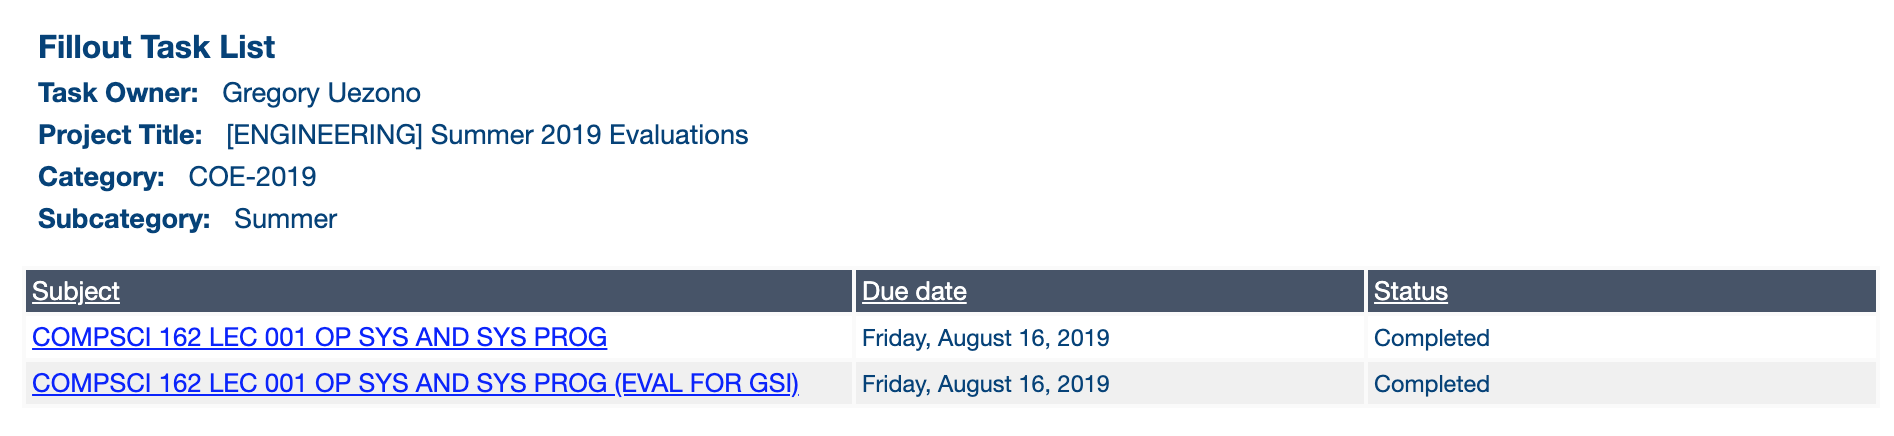 Fillout Task List
Task Owner: Gregory Uezono
Project Title: [ENGINEERING] Summer 2019 Evaluations
Category: COE-2019
Subcategory: Summer
Subject Due date Status
COMPSCI 162 LEC 001 OP SYS AND SYS PROG Friday, August 16, 2019 Completed
COMPSCI 162 LEC 001 OP SYS AND SYS PROG (EVAL FOR GSI) Friday, August 16, 2019 Completed